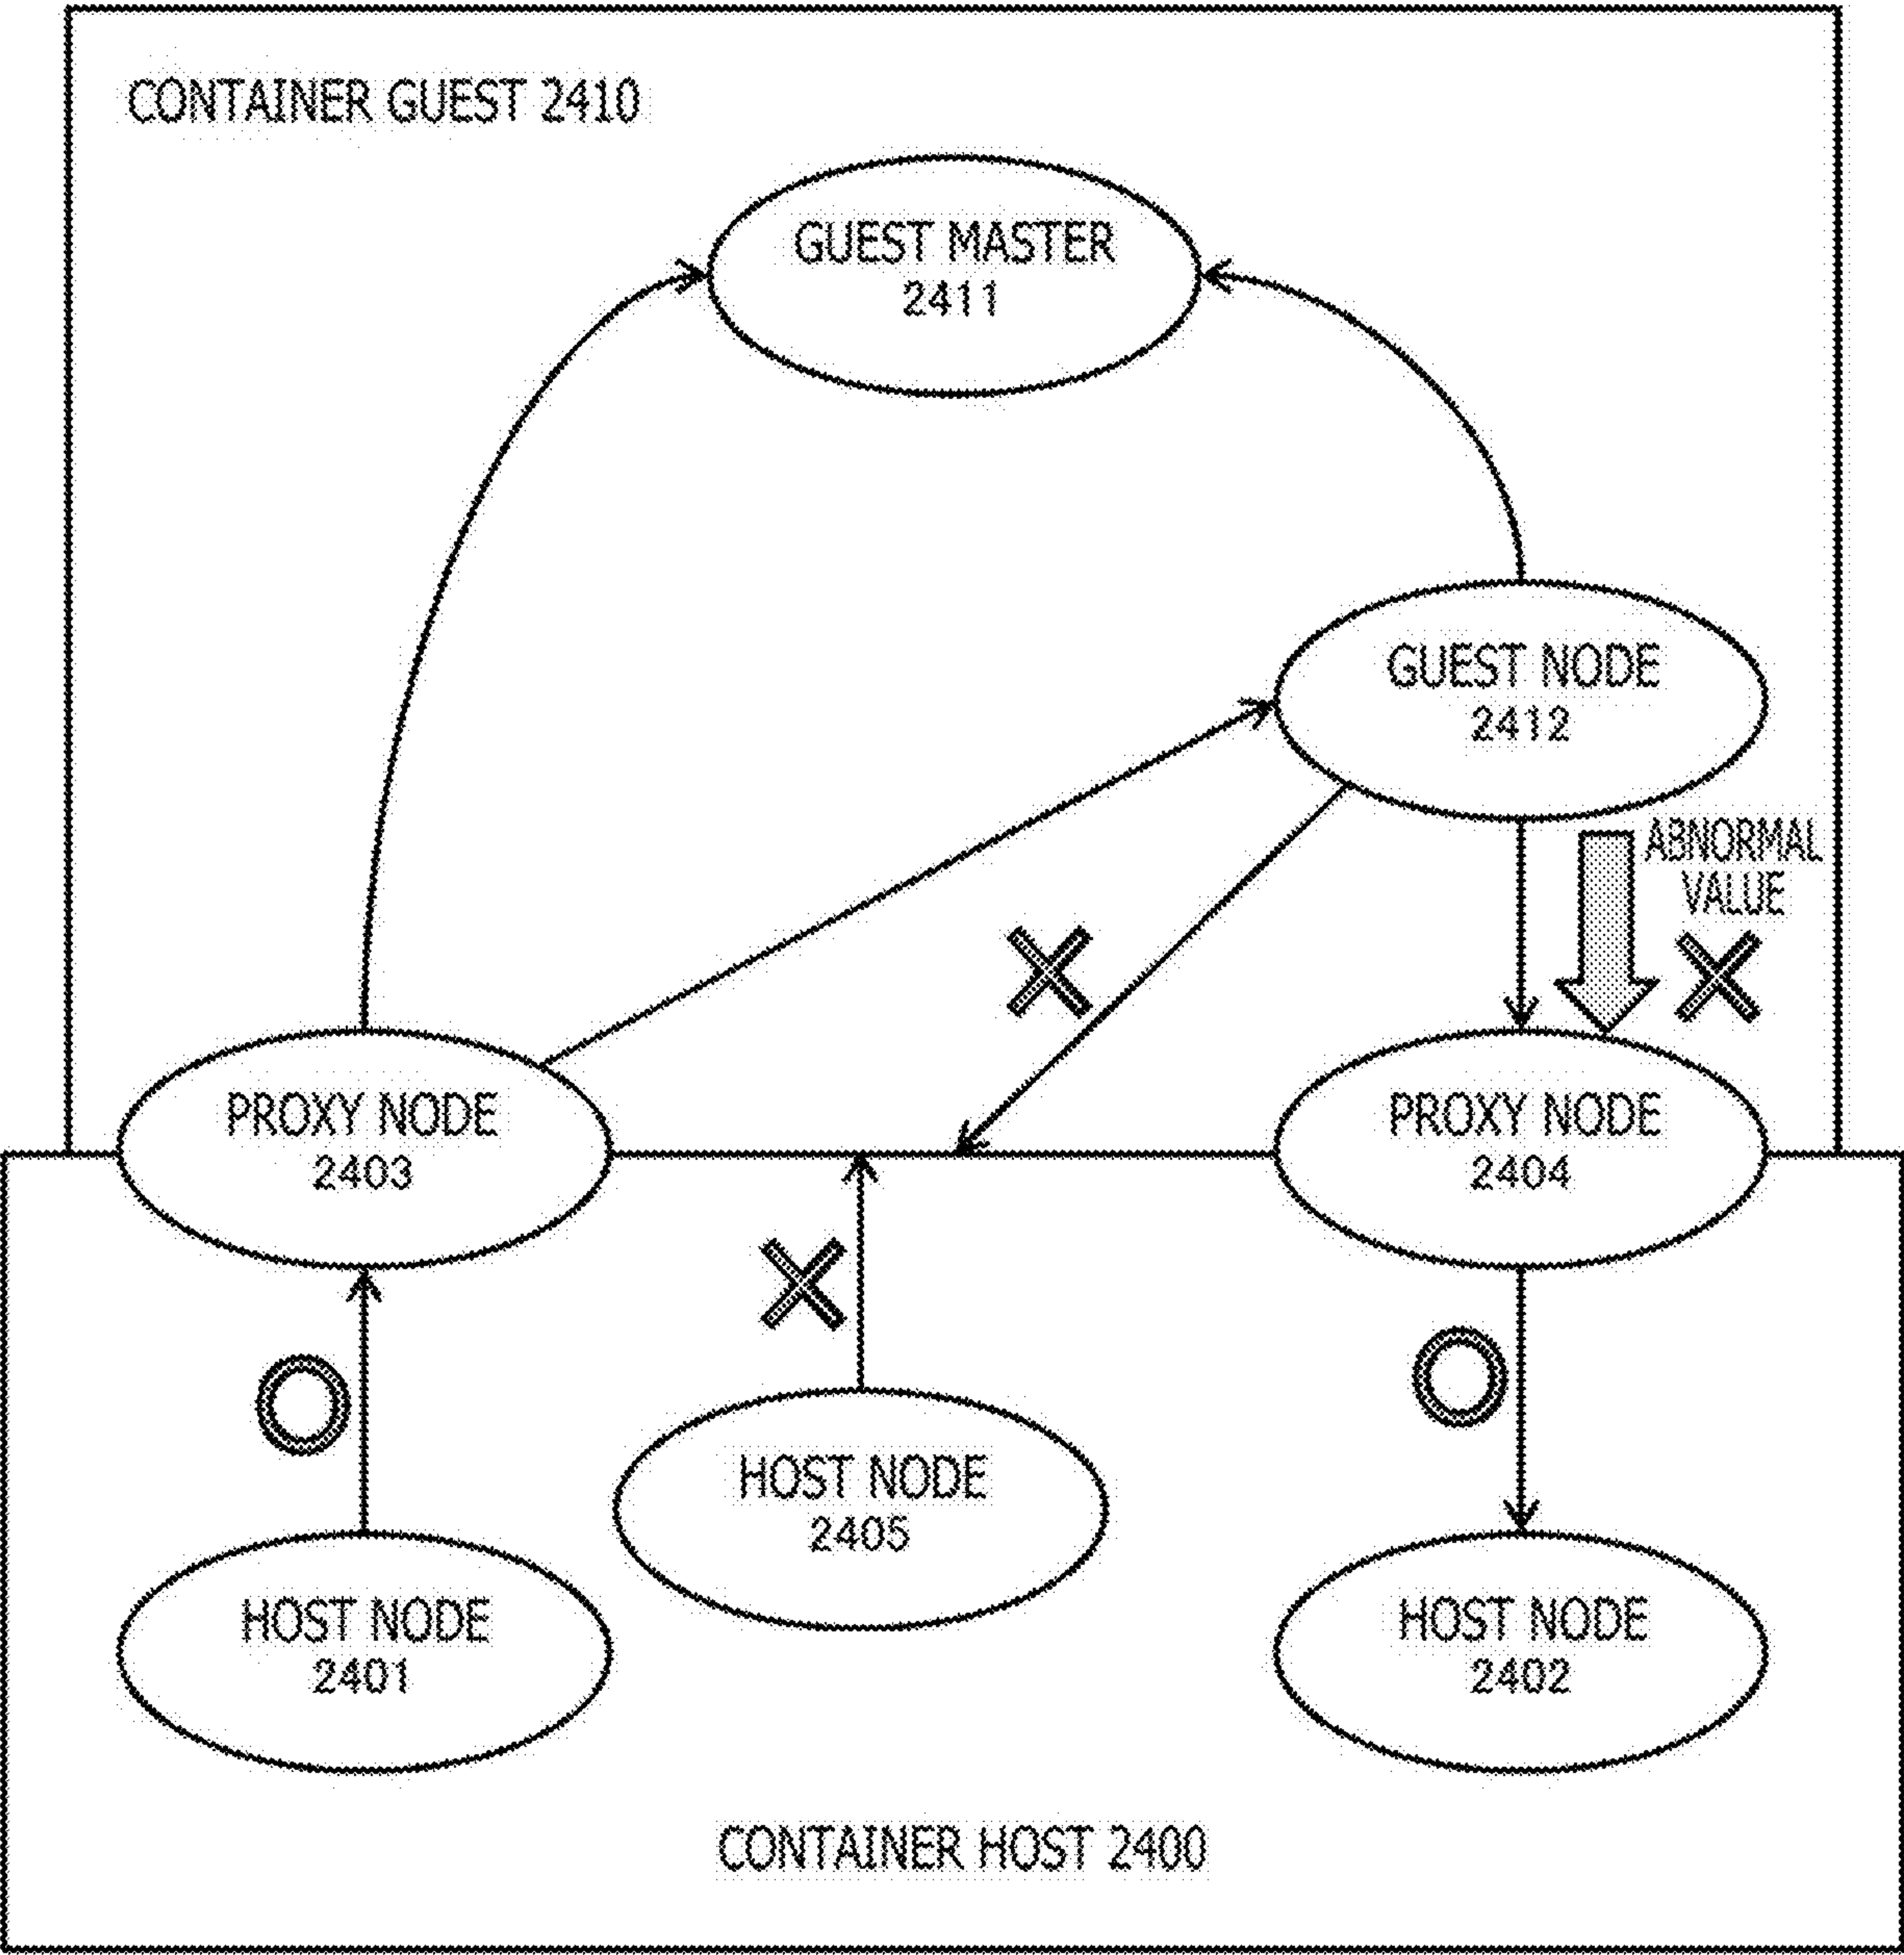 CONTAINER GUEST 2410
GUEST MASTER
2411
GUEST NODE
2412
ABNORMAL
VALUE
PROXY NODE
2403
PROXY NODE
2404
HOST NODE
2405
HOST NODE
2401
HOST NODE
2402
CONTAINER HOST 2400